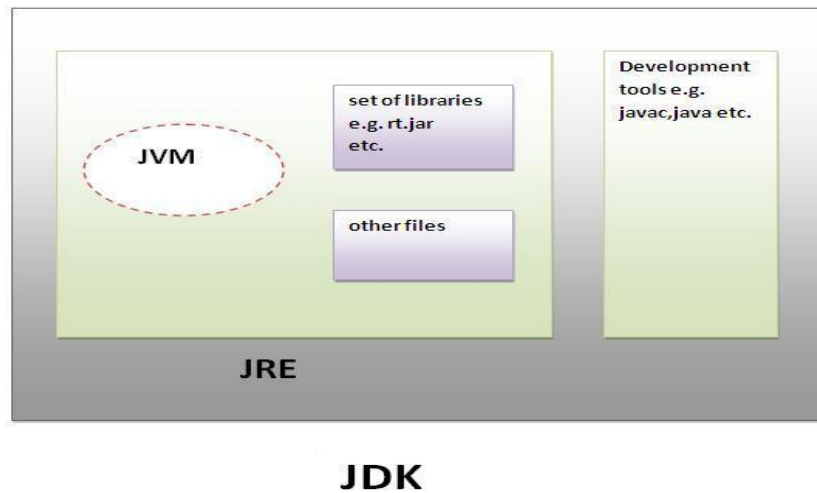 JVM
set of libraries
e.g. rt.jar
etc.
other files
Development
tools e.g.
javac,java etc.
JRE
JDK